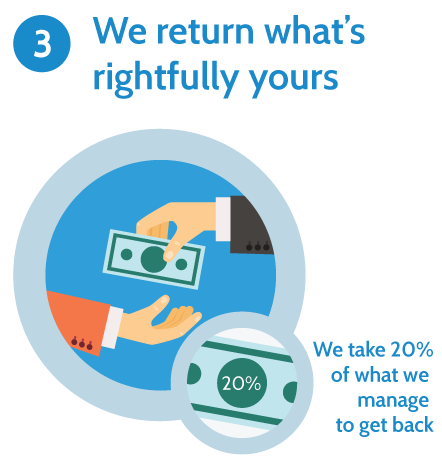 3
We return what's
rightfully yours
20%
We take 20%
of what we
manage
to get back